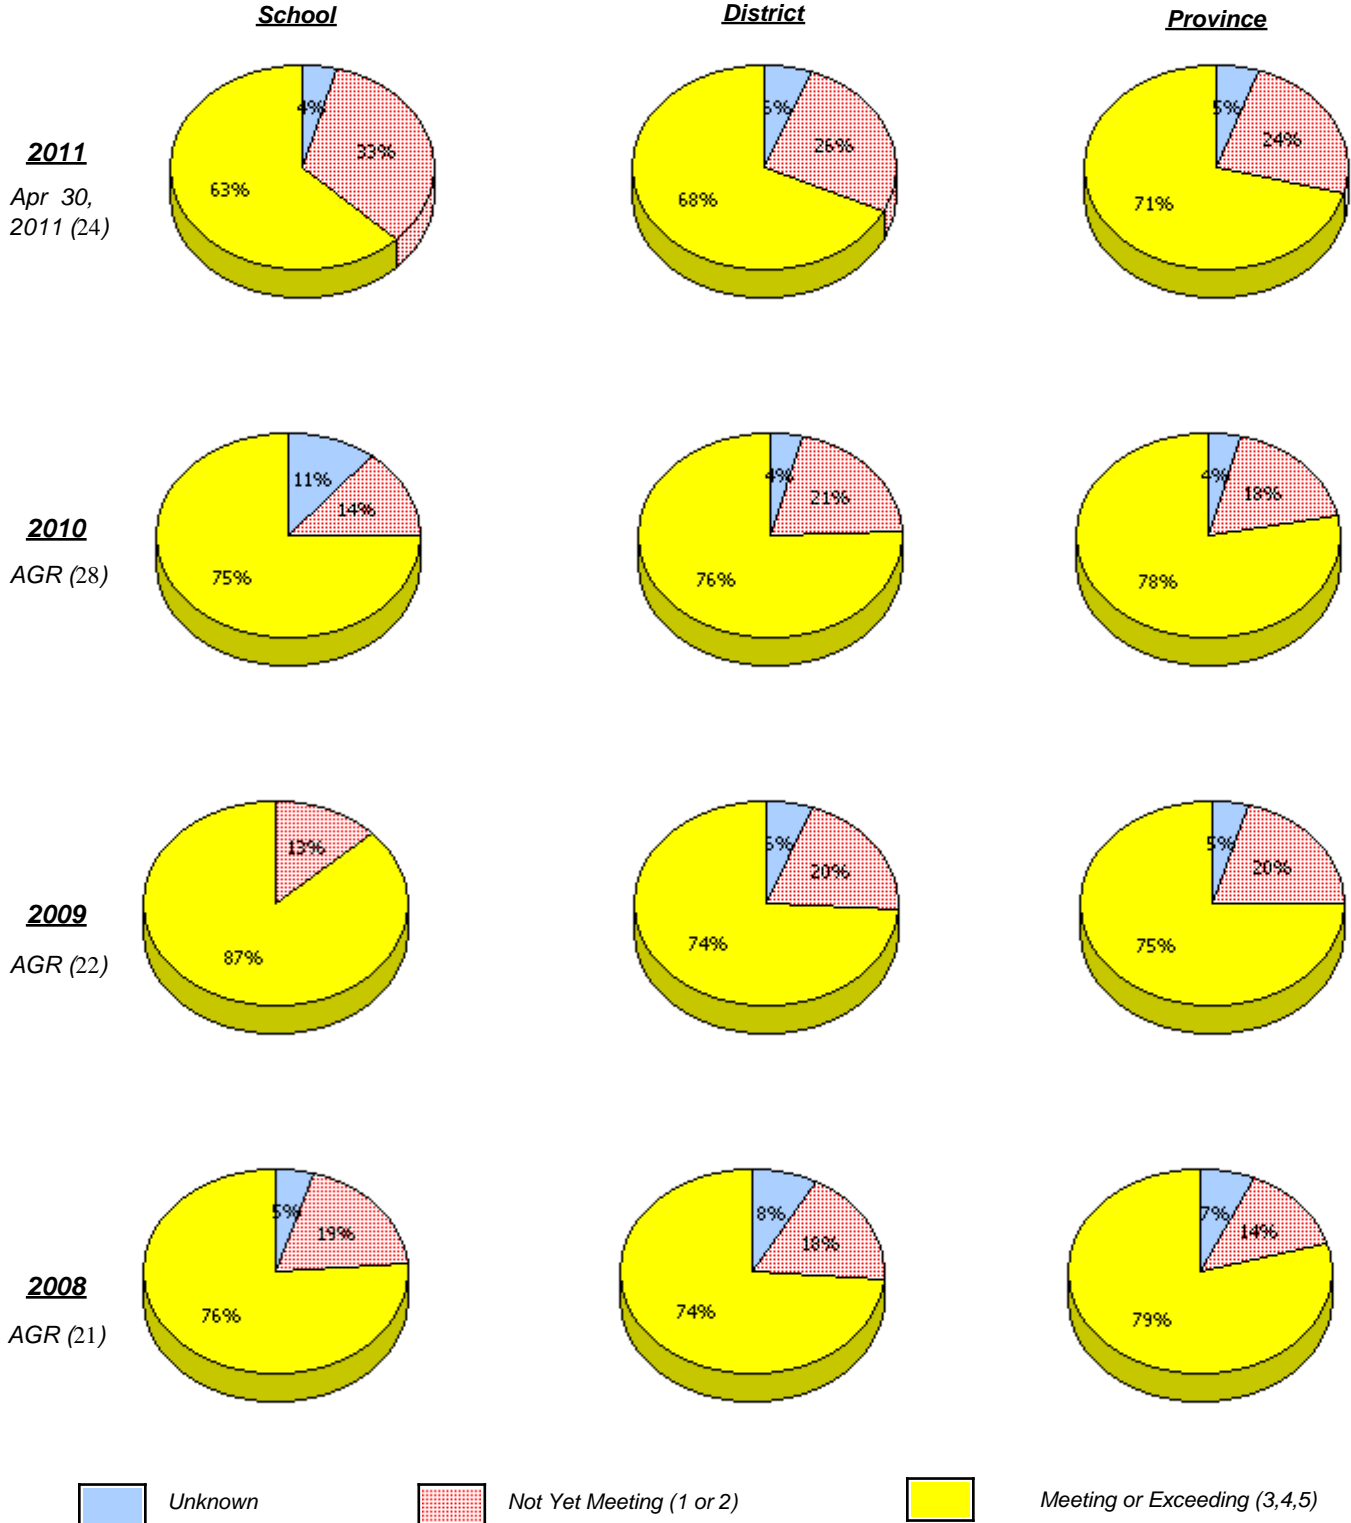 School District Province
4% 33% 63%
6% 26% 68%
5% 24% 71%
2011
Apr 30,
2011 (24)
11% 14% 75%
4% 21% 76%
4% 18% 78%
2010
AGR (28)
13% 87%
6% 20% 74%
5% 20% 75%
2009
AGR (22)
5% 19% 76%
8% 18% 74%
7% 14% 79%
2008
AGR (21)
Unknown Not Yet Meeting (1 or 2) Meeting or Exceeding (3,4,5)